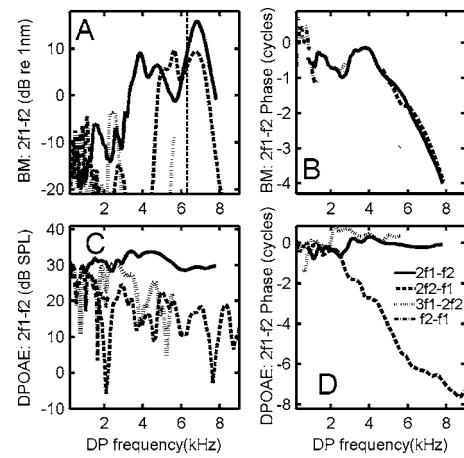 A
BM: 2f1-f2 (dB re 1nm)
10
0
-10
-20
2 4 6 8
B
BM: 2f1-f2 Phase (cycles)
0
-1
-2
-3
-4
2 4 6 8
C
DPOAE: 2f1-f2 (dB SPL)
40
30
20
10
0
-10
2 4 6 8
DP frequency(kHz)
D
DPOAE: 2f1-f2 Phase (cycles)
0
-2
-4
-6
-8
2 4 6 8
DP frequency(kHz)
2f1-f2
2f2-f1
3f1-2f2
f2-f1